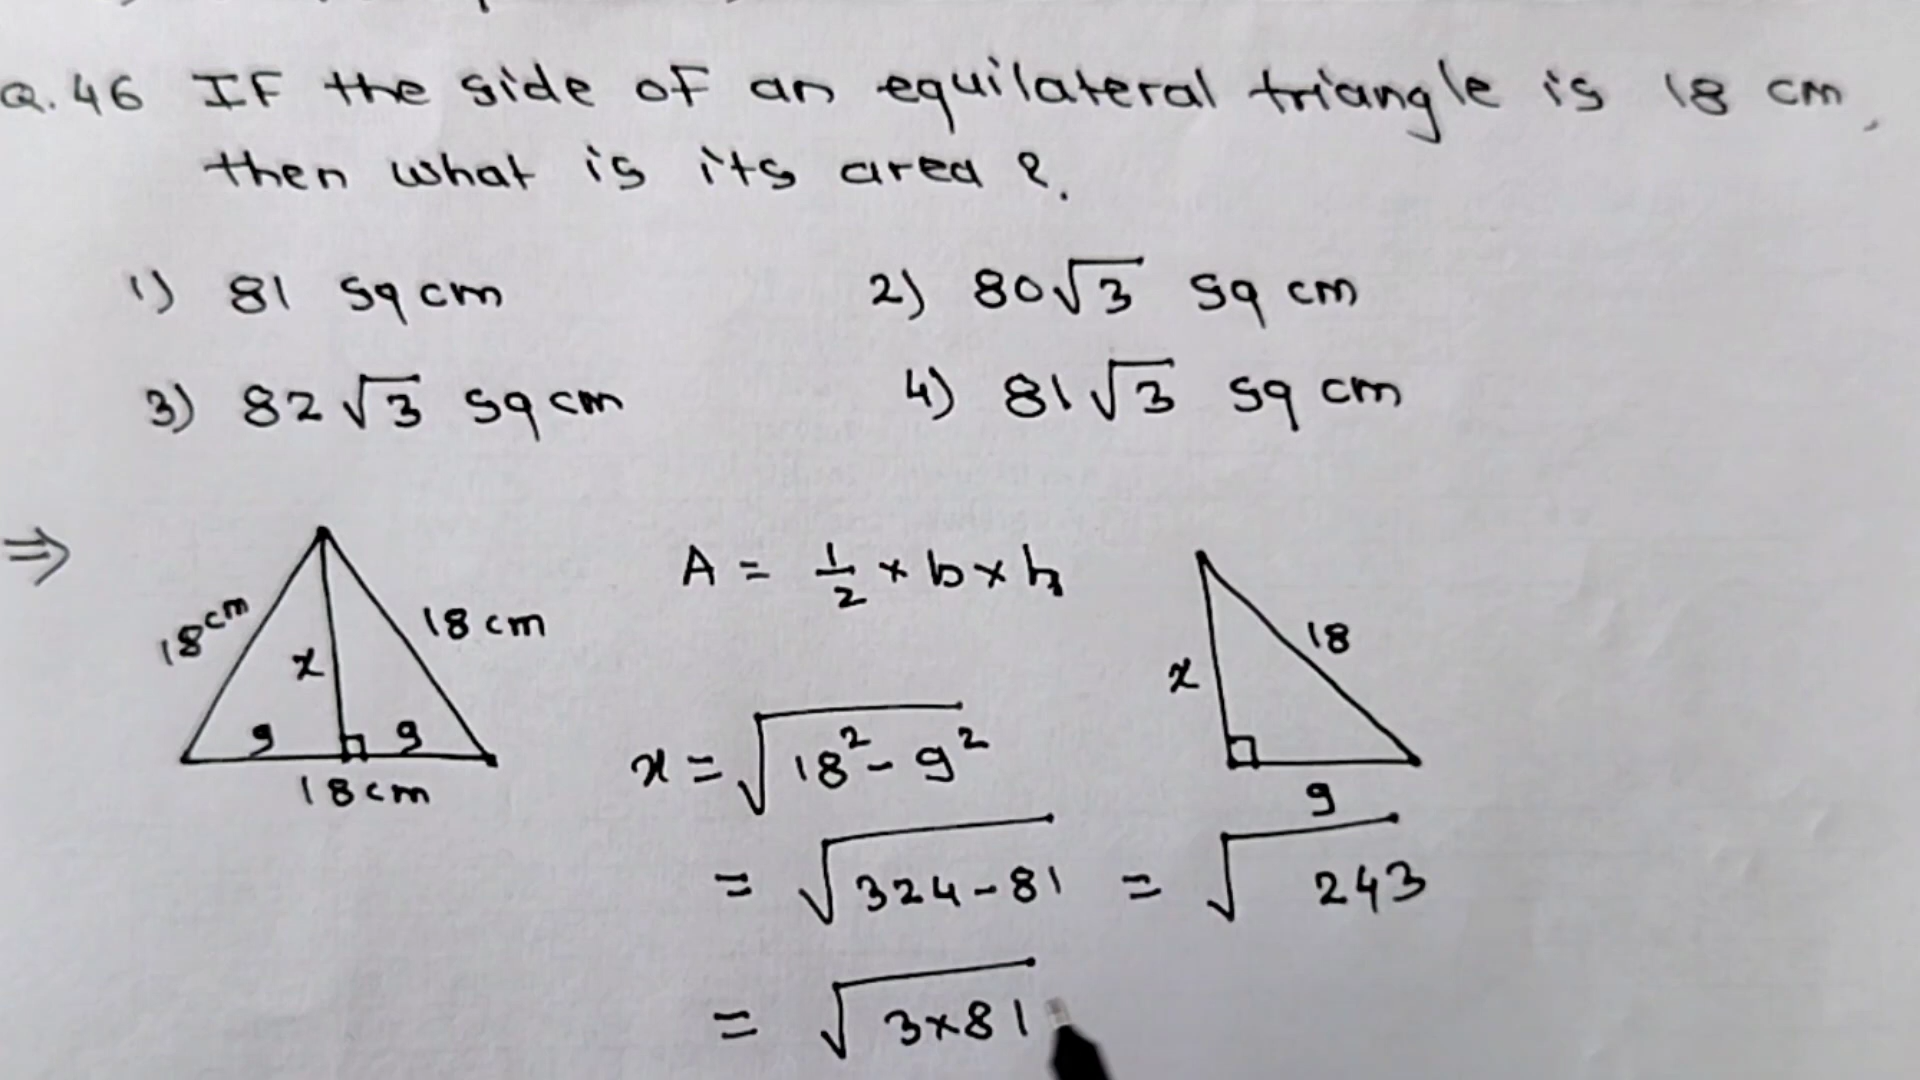 Q.46 IF the side of an equilateral triangle is 18 cm,
then what is its area ?.
1) 81 sq cm
2) 80√3 sq cm
3) 82√3 sq cm
4) 81√3 sq cm
⇒
18cm
18 cm
x
9
9
18cm
A = 1/2 × b × h
x
18
9
x = √18² - 9²
= √324 - 81 = √243
= √3×81